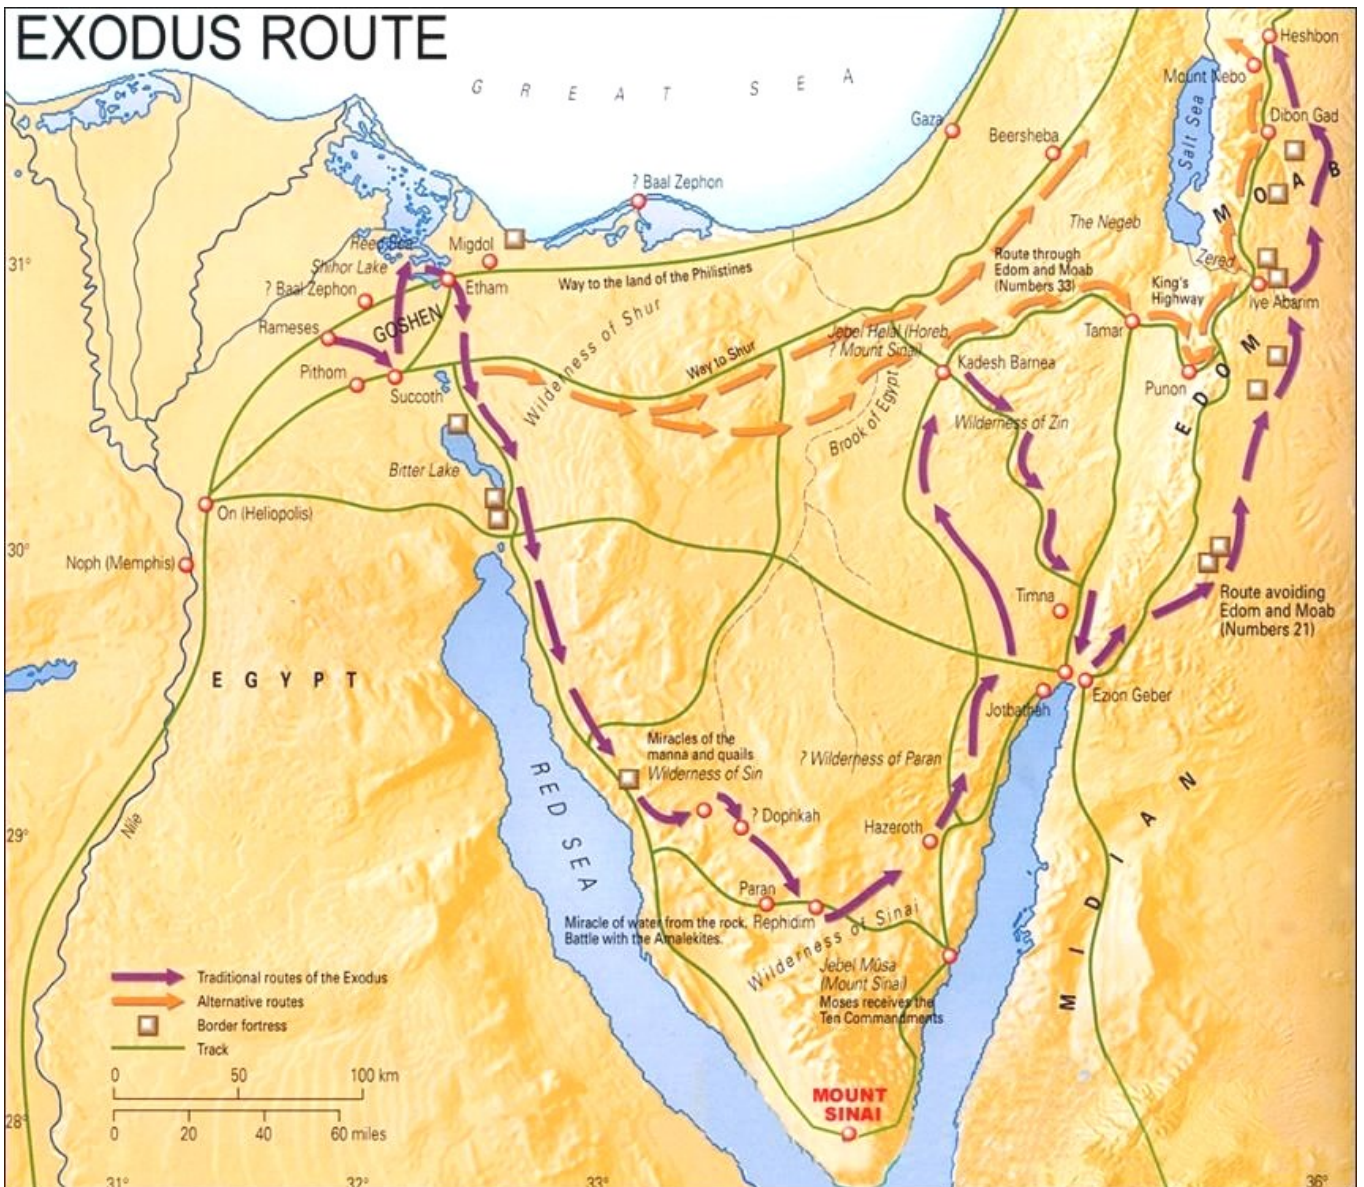 EXODUS ROUTE
GREAT SEA
Heshbon
Mount Nebo
Salt Sea
Dibon Gad
Gaza
Beersheba
MOAB
? Baal Zephon
The Negeb
Reed Sea
Migdol
31°
Shihor Lake
Etham
Way to the land of the Philistines
Route through
Edom and Moab
(Numbers 33)
Zered
King's
Highway
Iye Abarim
? Baal Zephon
GOSHEN
Rameses
Wilderness of Shur
Jebel Helal (Horeb,
? Mount Sinai)
Tamar
Way to Shur
Kadesh Barnea
Pithom
Succoth
Punon
EDOM
Brook of Egypt
Wilderness of Zin
Bitter Lake
On (Heliopolis)
30°
Noph (Memphis)
Timna
Route avoiding
Edom and Moab
(Numbers 21)
EGYPT
Jotbathah
Ezion Geber
Miracles of the
manna and quails
Wilderness of Sin
? Wilderness of Paran
RED SEA
MIDIAN
Nile
29°
? Dophkah
Hazeroth
Paran
Miracle of water from the rock. Rephidim
Battle with the Amalekites.
Wilderness of Sinai
Jebel Mûsa
(Mount Sinai)
Moses receives the
Ten Commandments
Traditional routes of the Exodus
Alternative routes
Border fortress
Track
0 50 100 km
0 20 40 60 miles
MOUNT
SINAI
28°
31° 32° 33° 36°